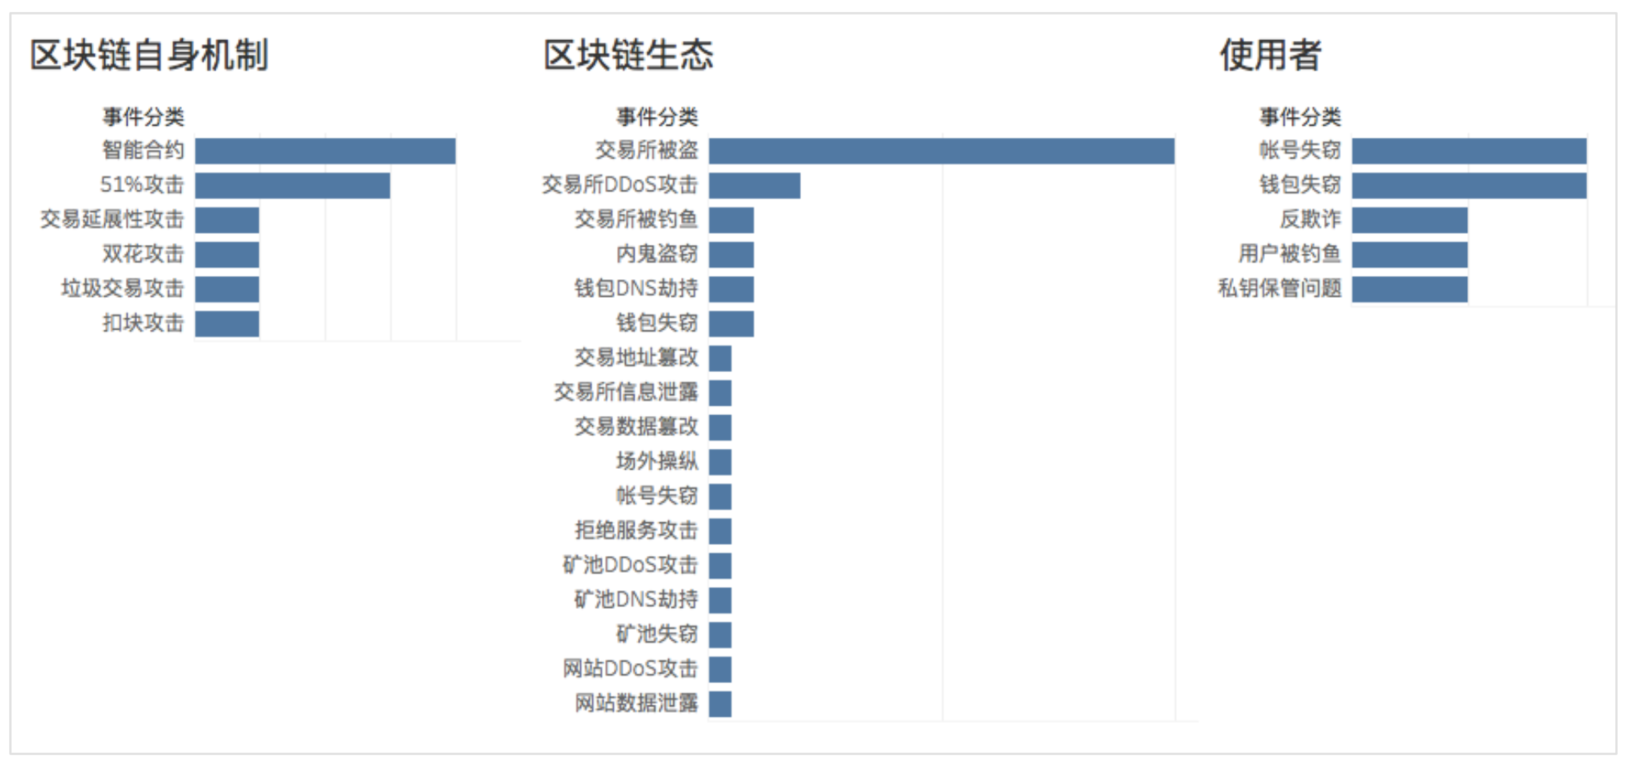 区块链自身机制
事件分类
智能合约
51%攻击
交易延展性攻击
双花攻击
垃圾交易攻击
扣块攻击
区块链生态
事件分类
交易所被盗
交易所DDoS攻击
交易所被钓鱼
内鬼盗窃
钱包DNS劫持
钱包失窃
交易地址篡改
交易所信息泄露
交易数据篡改
场外操纵
帐号失窃
拒绝服务攻击
矿池DDoS攻击
矿池DNS劫持
矿池失窃
网站DDoS攻击
网站数据泄露
使用者
事件分类
帐号失窃
钱包失窃
反欺诈
用户被钓鱼
私钥保管问题